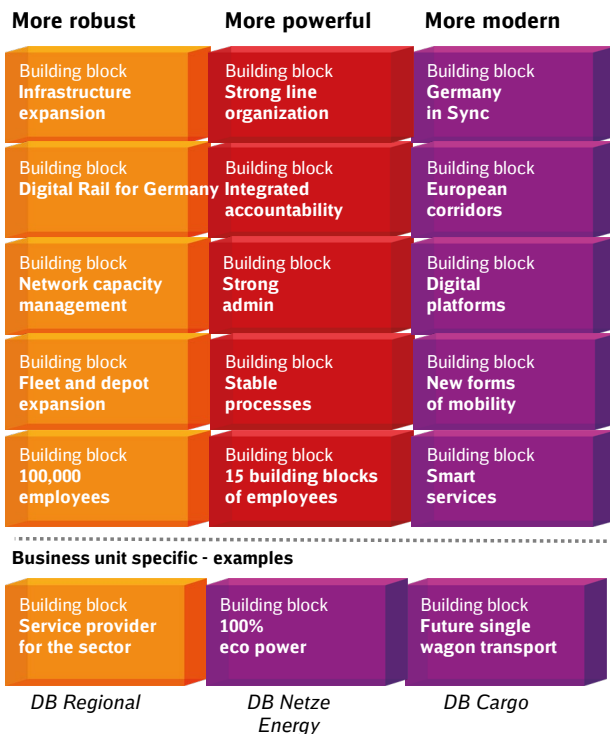 More robust
More powerful
More modern
Building block
Infrastructure
expansion
Building block
Strong line
organization
Building block
Germany
in Sync
Building block
Digital Rail for Germany
Building block
Integrated
accountability
Building block
European
corridors
Building block
Network capacity
management
Building block
Strong
admin
Building block
Digital
platforms
Building block
Fleet and depot
expansion
Building block
Stable
processes
Building block
New forms
of mobility
Building block
100,000
employees
Building block
15 building blocks
of employees
Building block
Smart
services
Business unit specific - examples
Building block
Service provider
for the sector
Building block
100%
eco power
Building block
Future single
wagon transport
DB Regional
DB Netze
Energy
DB Cargo